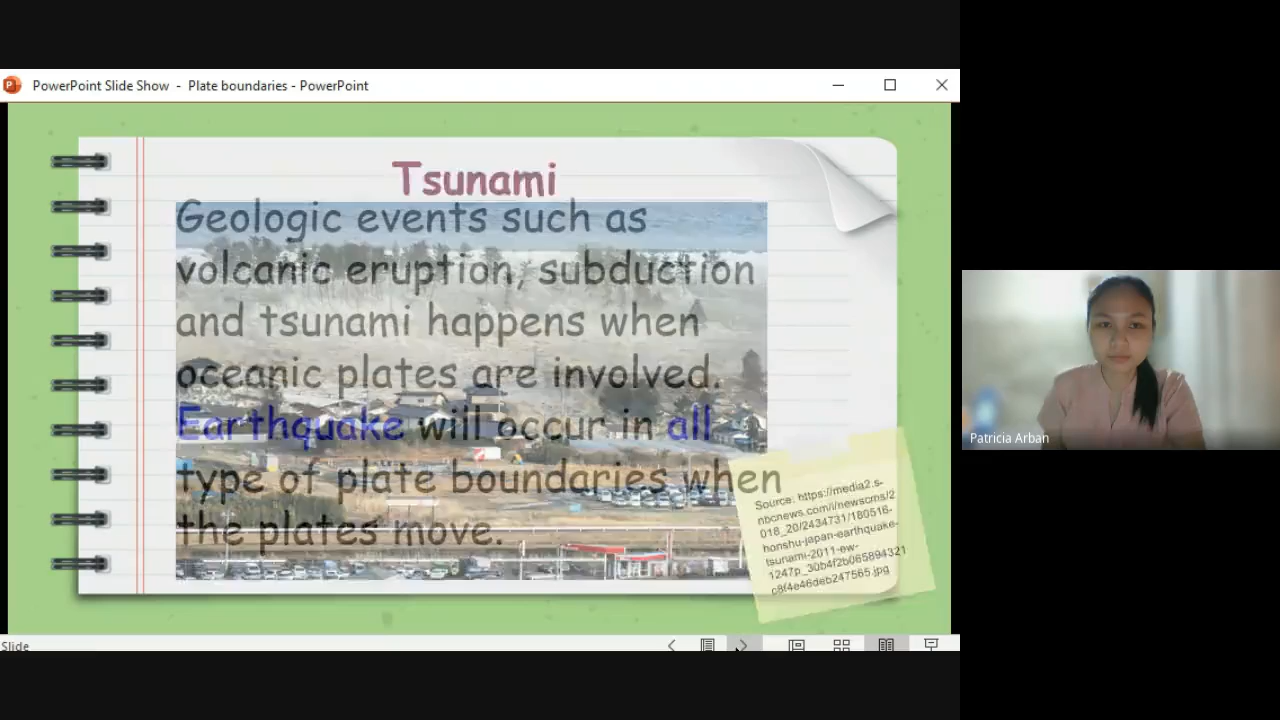 PowerPoint Slide Show - Plate boundaries - PowerPoint
Tsunami
Geologic events such as
volcanic eruption, subduction
and tsunami happens when
oceanic plates are involved.
Earthquake will occur in all
type of plate boundaries when
the plates move.
Source: https://media2.s-
nbcnews.com/i/newscms/2
018_20/2434731/180516-
honshu-japan-earthquake-
tsunami-2011-ew-
1247p_30b4f2b065894321
c8f4e46deb247565.jpg
Patricia Arban
Slide